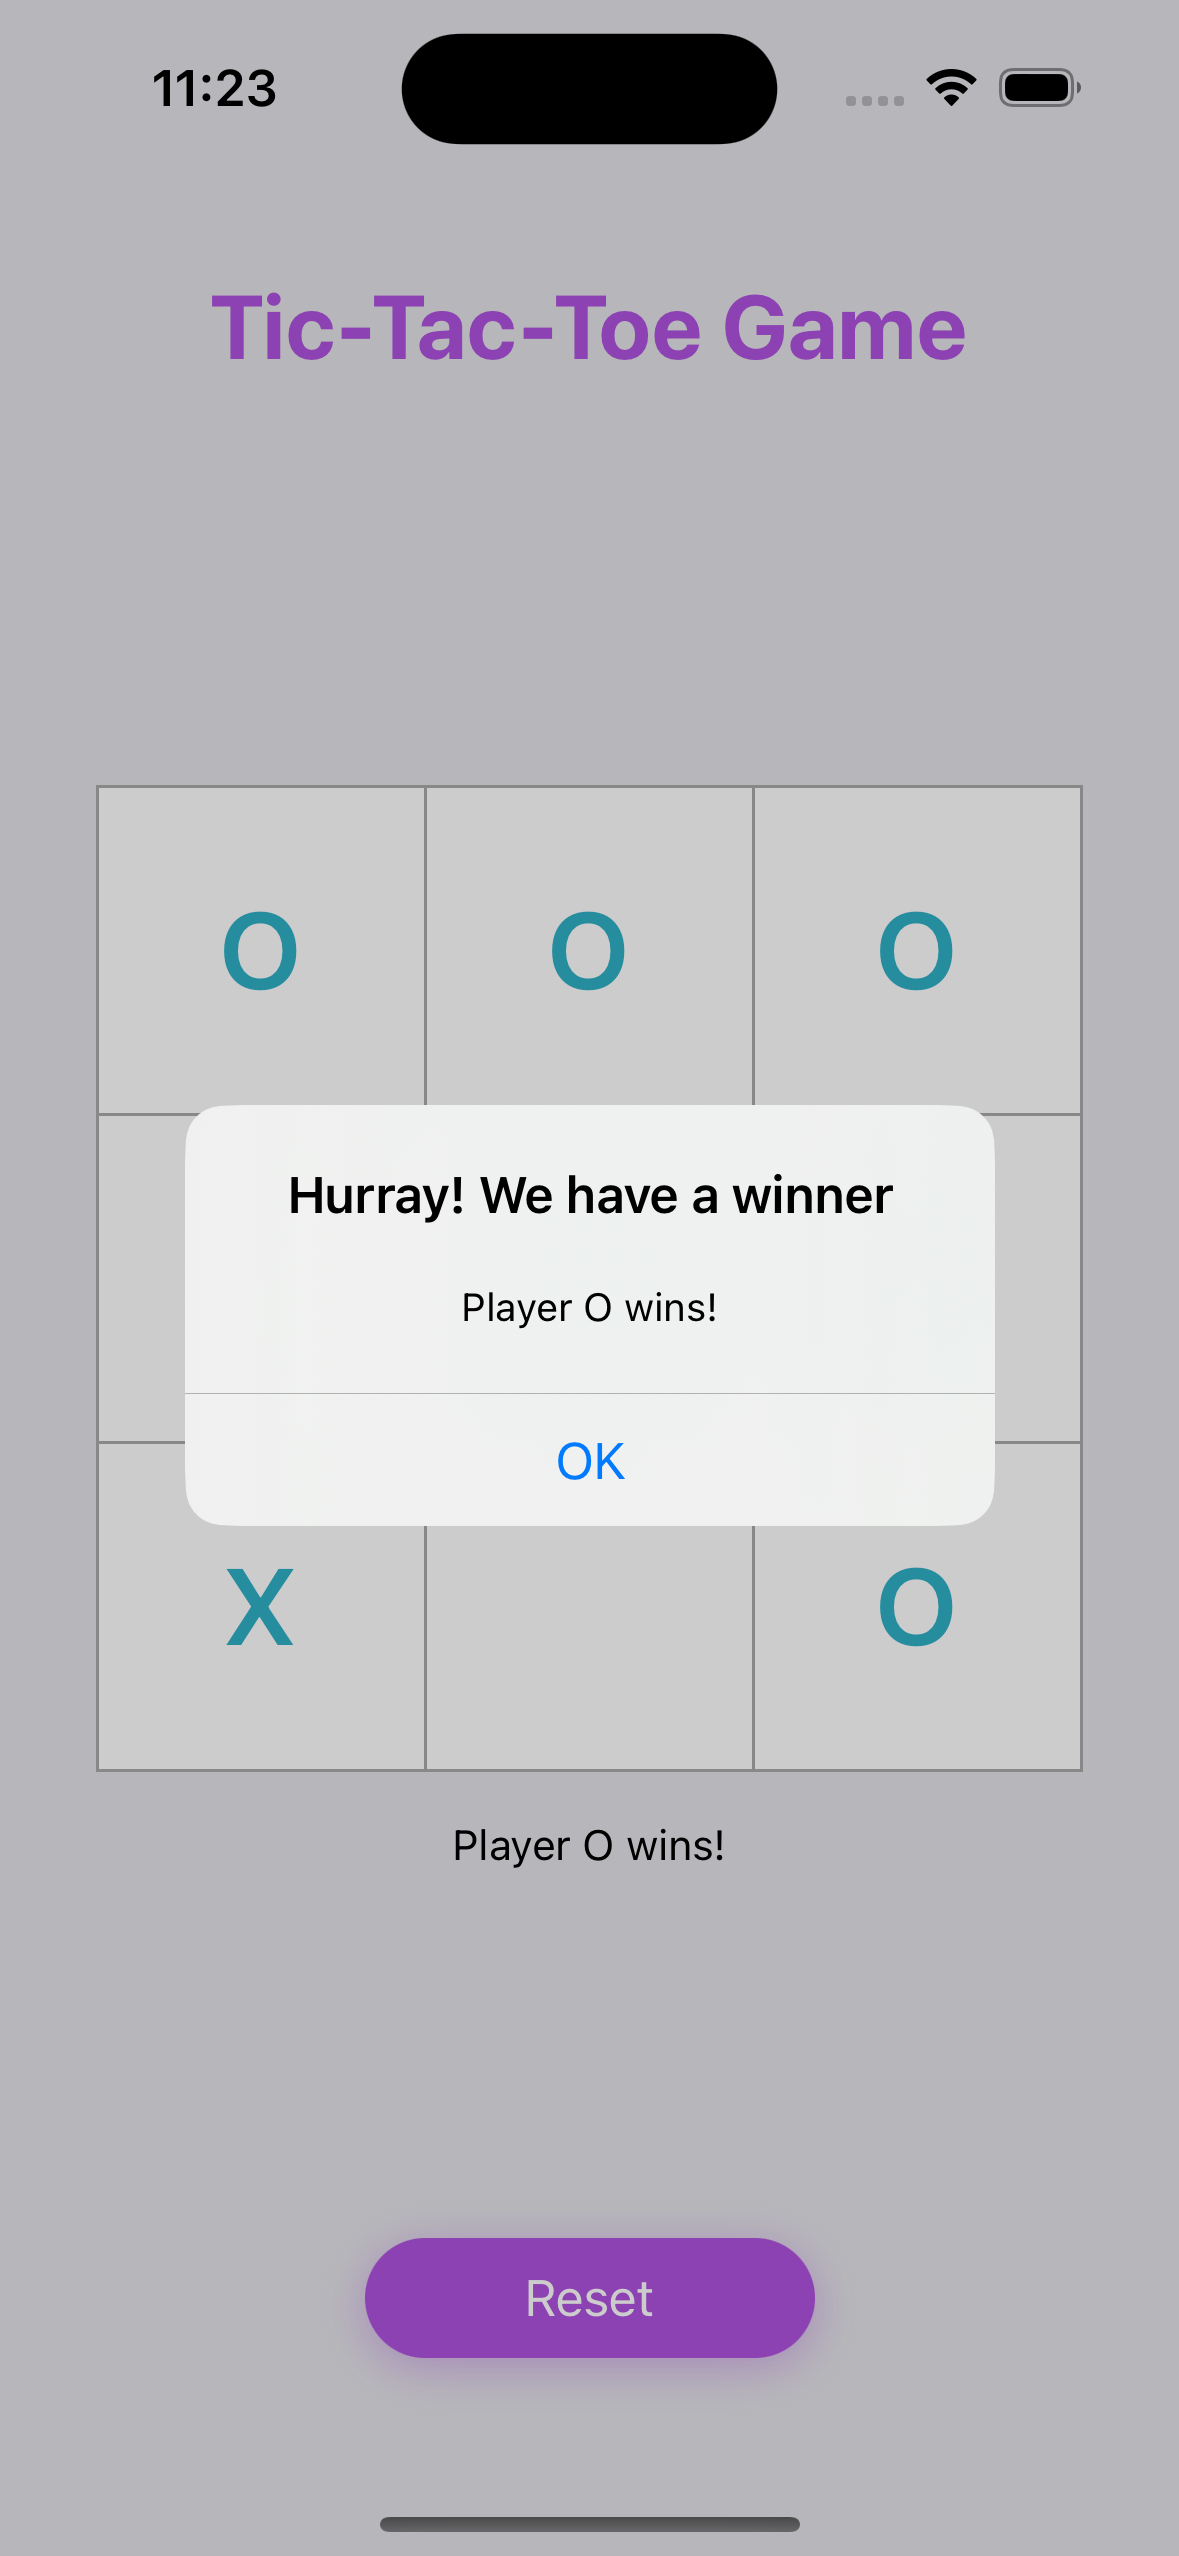 11:23
Tic-Tac-Toe Game
O O O
Hurray! We have a winner
Player O wins!
OK
X O
Player O wins!
Reset